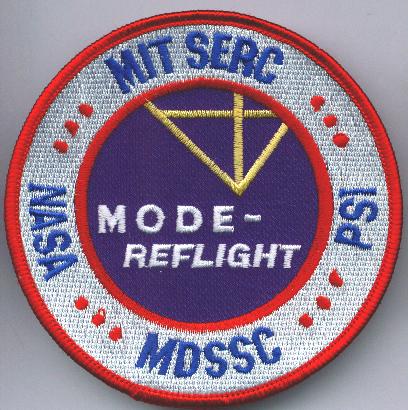 MIT SERC
NASA
PSI
MODE-
REFLIGHT
MDSSC